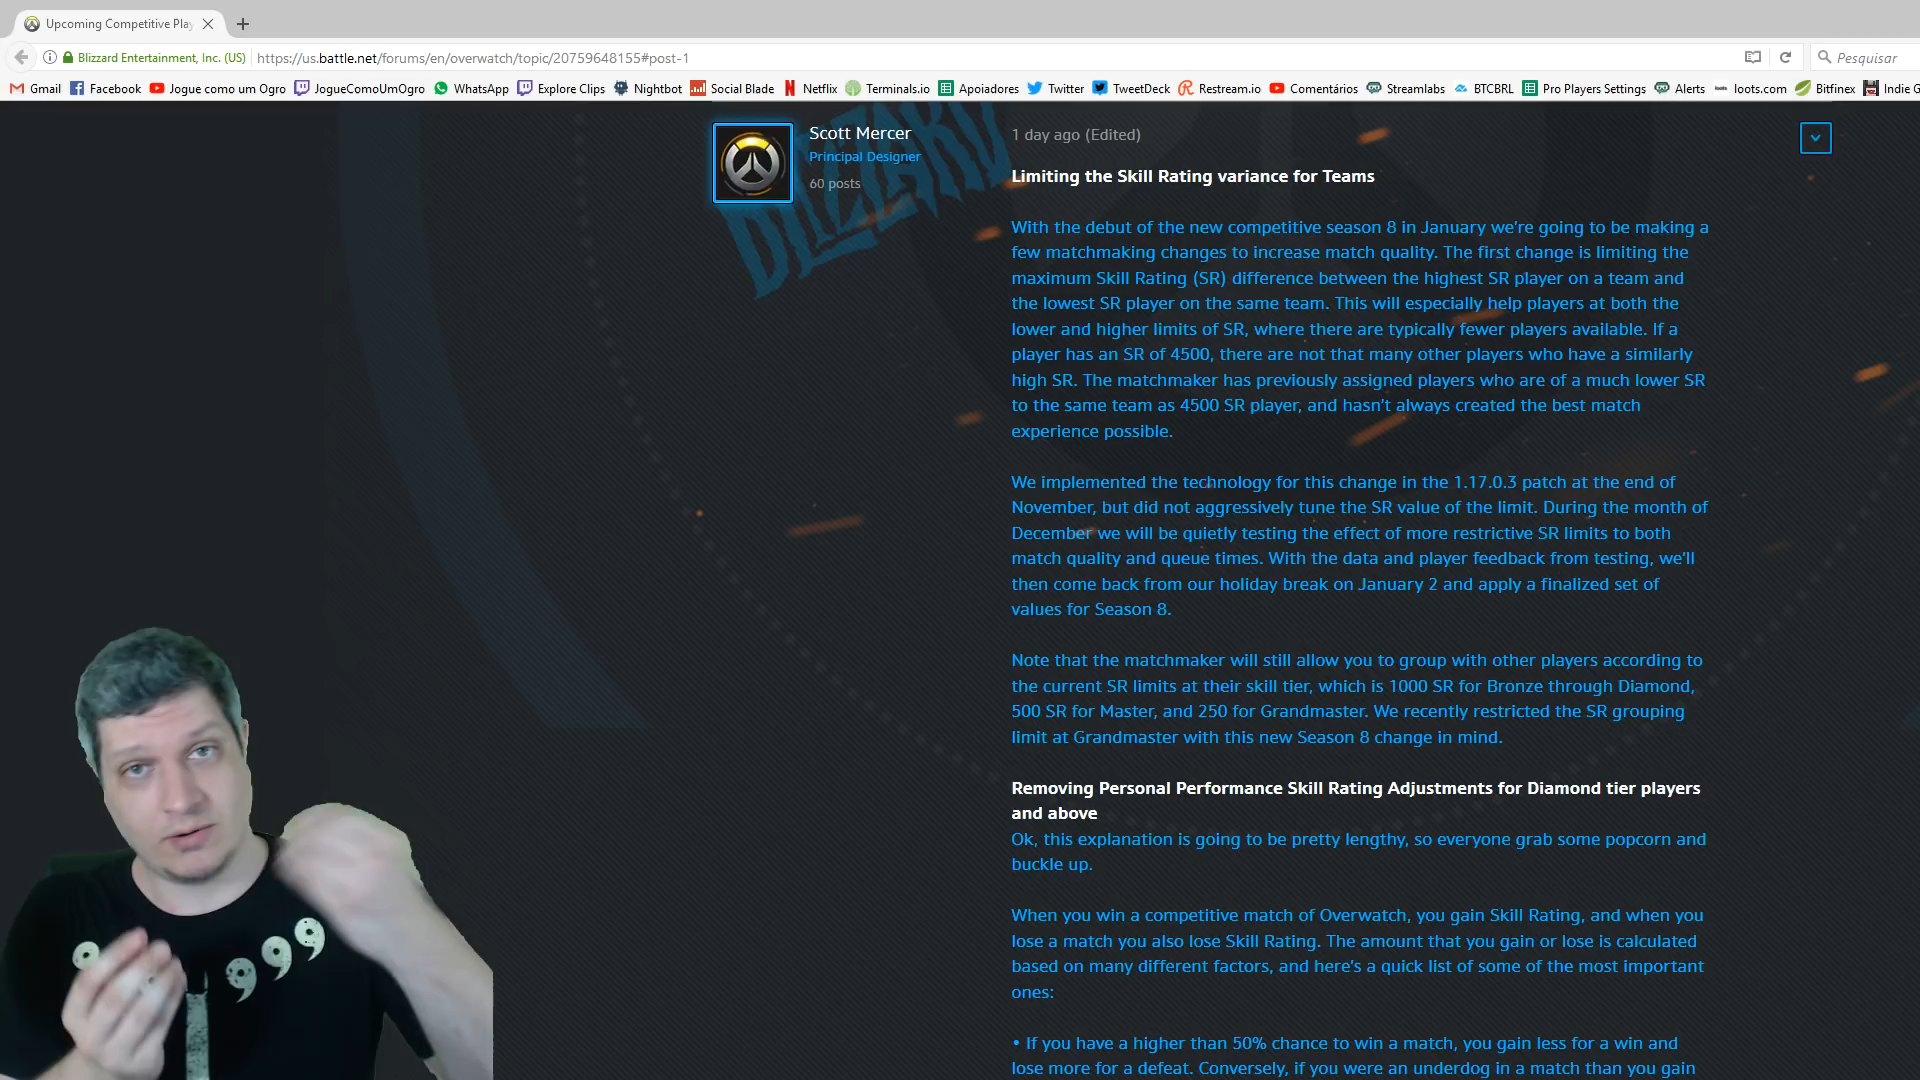 Upcoming Competitive Play
Blizzard Entertainment, Inc. (US)
https://us.battle.net/forums/en/overwatch/topic/20759648155#post-1
Pesquisar
Gmail
Facebook
Jogue como um Ogro
JogueComoUmOgro
WhatsApp
Explore Clips
Nightbot
Social Blade
Netflix
Terminals.io
Apoiadores
Twitter
TweetDeck
Restream.io
Comentários
Streamlabs
BTCBRL
Pro Players Settings
Alerts
loots.com
Bitfinex
Indie G
BLIZZARD
Scott Mercer
Principal Designer
60 posts
1 day ago (Edited)
Limiting the Skill Rating variance for Teams
With the debut of the new competitive season 8 in January we're going to be making a
few matchmaking changes to increase match quality. The first change is limiting the
maximum Skill Rating (SR) difference between the highest SR player on a team and
the lowest SR player on the same team. This will especially help players at both the
lower and higher limits of SR, where there are typically fewer players available. If a
player has an SR of 4500, there are not that many other players who have a similarly
high SR. The matchmaker has previously assigned players who are of a much lower SR
to the same team as 4500 SR player, and hasn't always created the best match
experience possible.
We implemented the technology for this change in the 1.17.0.3 patch at the end of
November, but did not aggressively tune the SR value of the limit. During the month of
December we will be quietly testing the effect of more restrictive SR limits to both
match quality and queue times. With the data and player feedback from testing, we'll
then come back from our holiday break on January 2 and apply a finalized set of
values for Season 8.
Note that the matchmaker will still allow you to group with other players according to
the current SR limits at their skill tier, which is 1000 SR for Bronze through Diamond,
500 SR for Master, and 250 for Grandmaster. We recently restricted the SR grouping
limit at Grandmaster with this new Season 8 change in mind.
Removing Personal Performance Skill Rating Adjustments for Diamond tier players
and above
Ok, this explanation is going to be pretty lengthy, so everyone grab some popcorn and
buckle up.
When you win a competitive match of Overwatch, you gain Skill Rating, and when you
lose a match you also lose Skill Rating. The amount that you gain or lose is calculated
based on many different factors, and here's a quick list of some of the most important
ones:
• If you have a higher than 50% chance to win a match, you gain less for a win and
lose more for a defeat. Conversely, if you were an underdog in a match than you gain